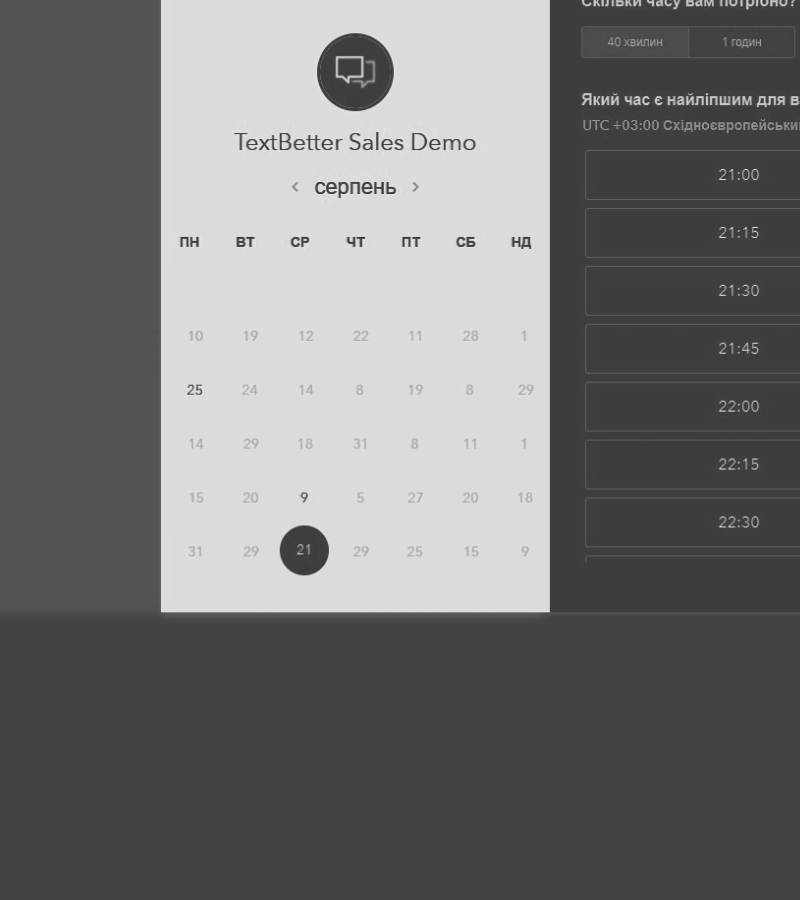 TextBetter Sales Demo
‹ серпень ›
ПН ВТ СР ЧТ ПТ СБ НД
10 19 12 22 11 28 1
25 24 14 8 19 8 29
14 29 18 31 8 11 1
15 20 9 5 27 20 18
31 29 21 29 25 15 9
Скільки часу вам потрібно?
40 хвилин 1 годин
Який час є найліпшим для в
UTC +03:00 Східноєвропейськи
21:00
21:15
21:30
21:45
22:00
22:15
22:30